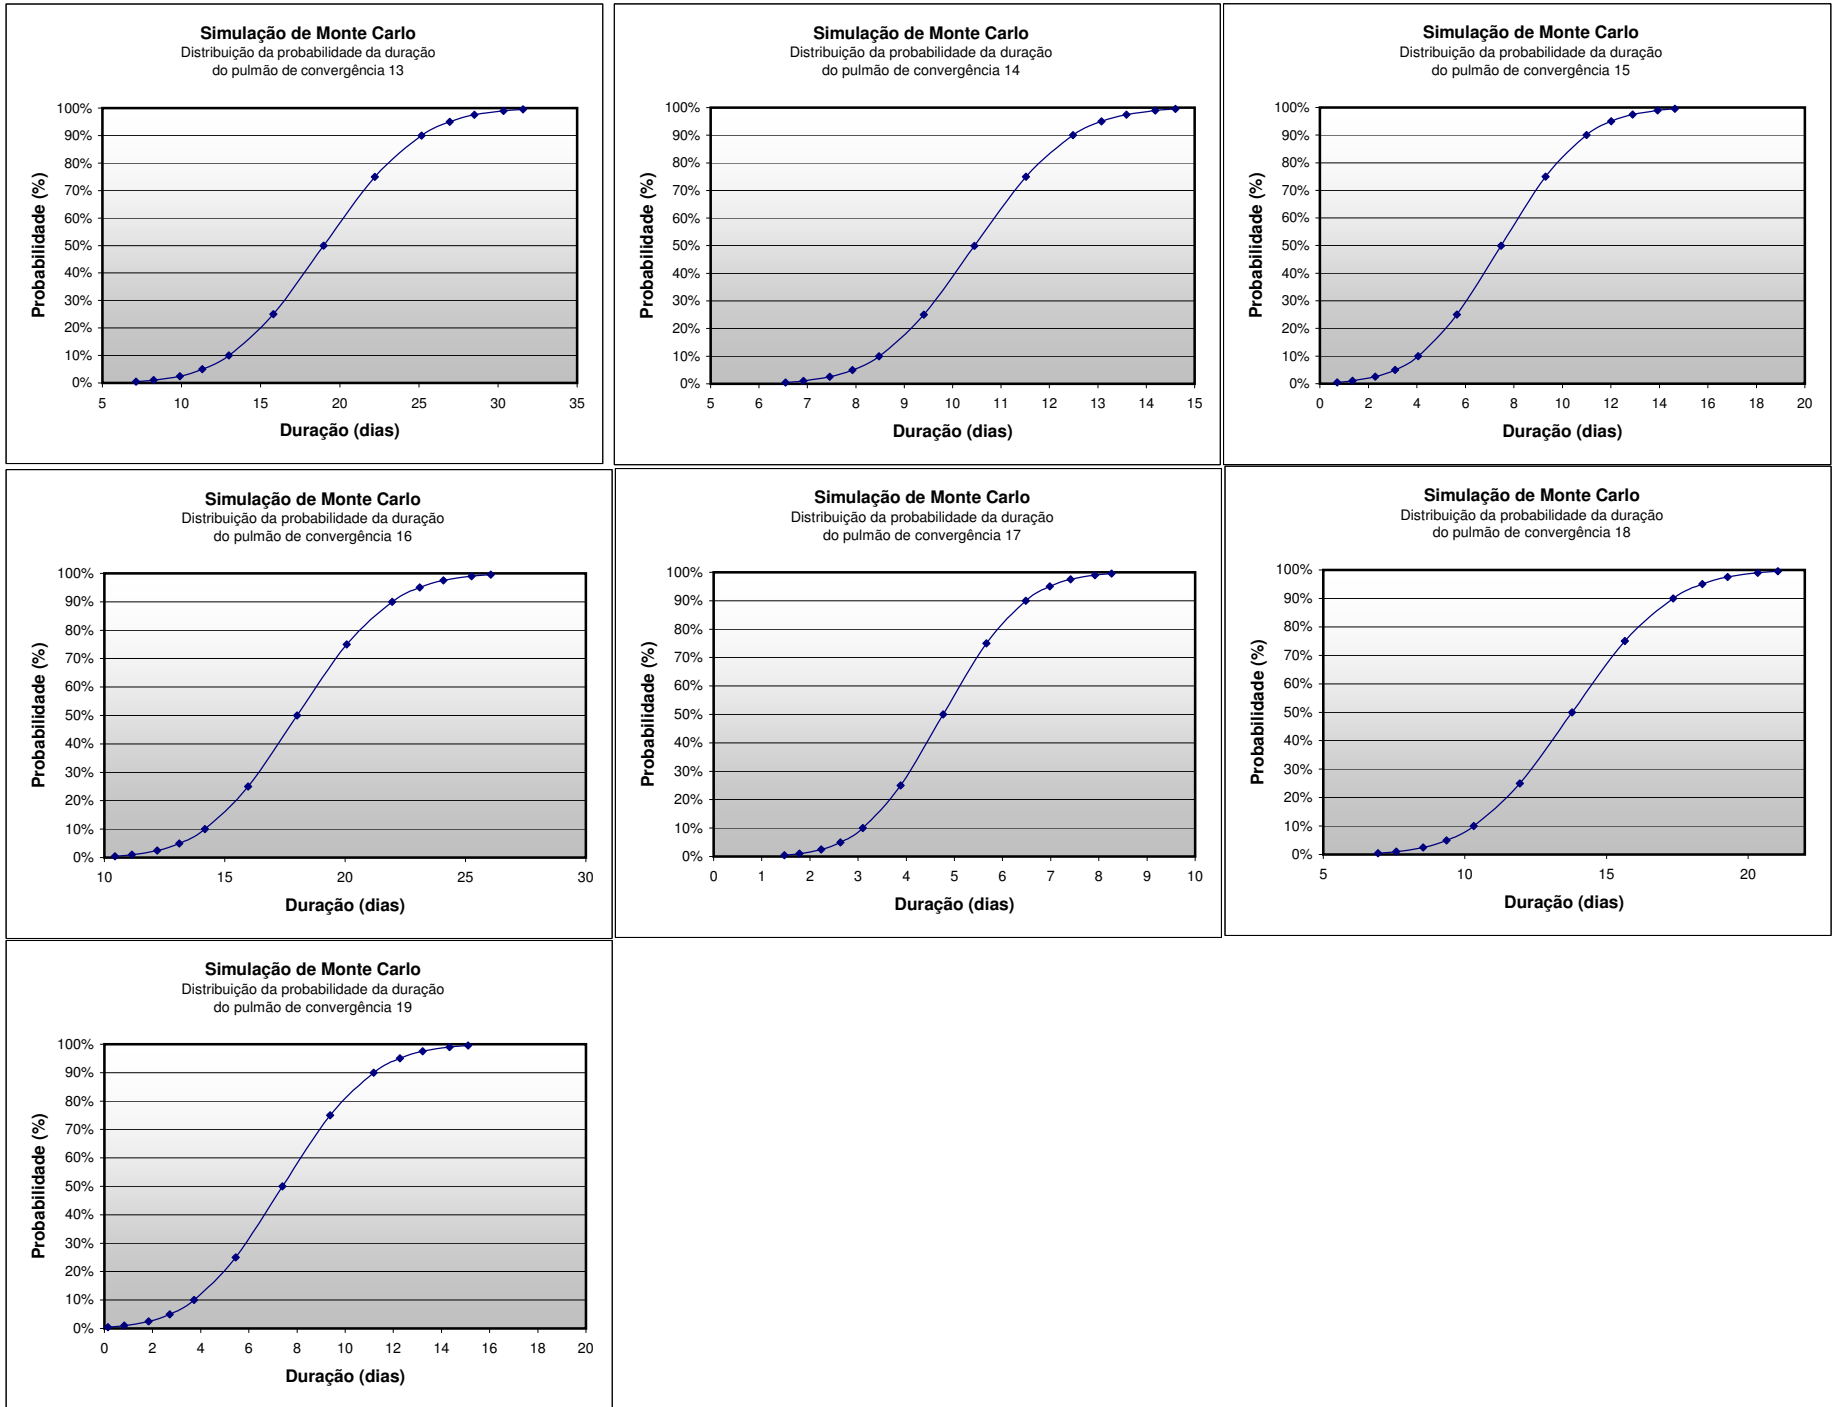 Simulação de Monte Carlo
Distribuição da probabilidade da duração
do pulmão de convergência 13
100%
90%
80%
70%
60%
50%
40%
30%
20%
10%
0%
Probabilidade (%)
5 10 15 20 25 30 35
Duração (dias)
Simulação de Monte Carlo
Distribuição da probabilidade da duração
do pulmão de convergência 14
100%
90%
80%
70%
60%
50%
40%
30%
20%
10%
0%
Probabilidade (%)
5 6 7 8 9 10 11 12 13 14 15
Duração (dias)
Simulação de Monte Carlo
Distribuição da probabilidade da duração
do pulmão de convergência 15
100%
90%
80%
70%
60%
50%
40%
30%
20%
10%
0%
Probabilidade (%)
0 2 4 6 8 10 12 14 16 18 20
Duração (dias)
Simulação de Monte Carlo
Distribuição da probabilidade da duração
do pulmão de convergência 16
100%
90%
80%
70%
60%
50%
40%
30%
20%
10%
0%
Probabilidade (%)
10 15 20 25 30
Duração (dias)
Simulação de Monte Carlo
Distribuição da probabilidade da duração
do pulmão de convergência 17
100%
90%
80%
70%
60%
50%
40%
30%
20%
10%
0%
Probabilidade (%)
0 1 2 3 4 5 6 7 8 9 10
Duração (dias)
Simulação de Monte Carlo
Distribuição da probabilidade da duração
do pulmão de convergência 18
100%
90%
80%
70%
60%
50%
40%
30%
20%
10%
0%
Probabilidade (%)
5 10 15 20
Duração (dias)
Simulação de Monte Carlo
Distribuição da probabilidade da duração
do pulmão de convergência 19
100%
90%
80%
70%
60%
50%
40%
30%
20%
10%
0%
Probabilidade (%)
0 2 4 6 8 10 12 14 16 18 20
Duração (dias)